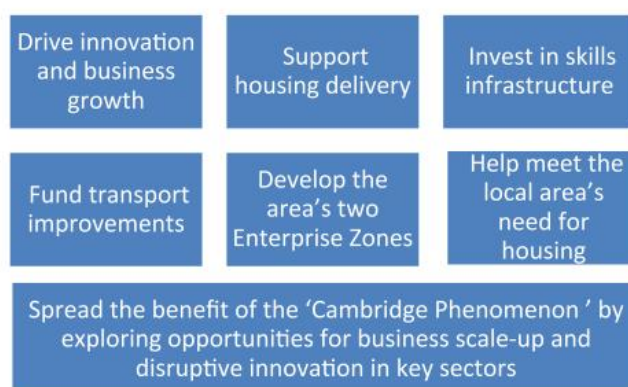 Drive innovation
and business
growth
Support
housing delivery
Invest in skills
infrastructure
Fund transport
improvements
Develop the
area's two
Enterprise Zones
Help meet the
local area's
need for
housing
Spread the benefit of the ‘Cambridge Phenomenon ’ by
exploring opportunities for business scale-up and
disruptive innovation in key sectors